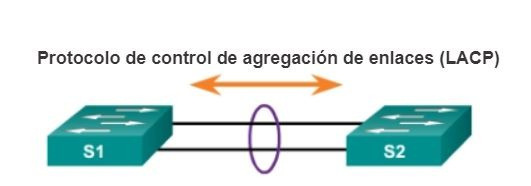 Protocolo de control de agregación de enlaces (LACP)
S1
S2